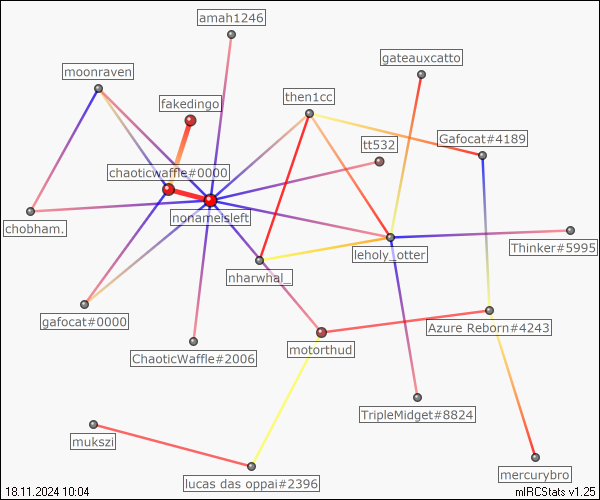 amah1246
gateauxcatto
moonraven
fakedingo
then1cc
Gafocat#4189
tt532
chaoticwaffle#0000
nonameisleft
chobham.
Thinker#5995
leholy_otter
nharwhal_
gafocat#0000
Azure Reborn#4243
motorthud
ChaoticWaffle#2006
TripleMidget#8824
mukszi
mercurybro
lucas das oppai#2396
18.11.2024 10:04
mIRCStats v1.25